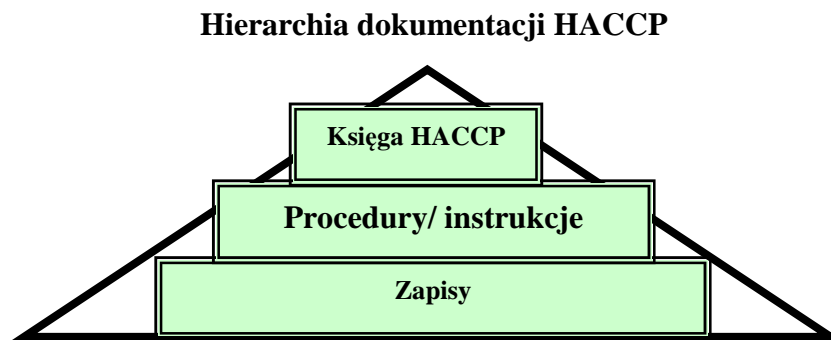 Hierarchia dokumentacji HACCP
Księga HACCP
Procedury/ instrukcje
Zapisy